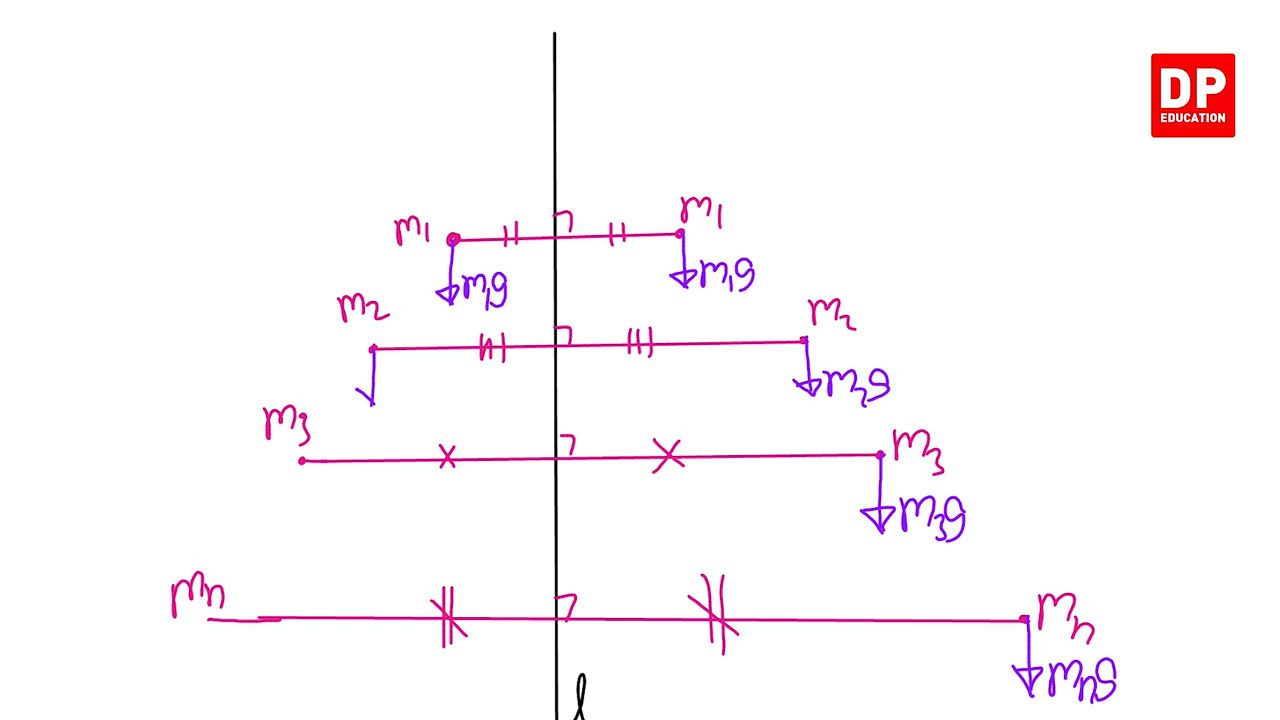 DP
EDUCATION
m1 m1
m1g m1g
m2 m2
m2g
m3 m3
m3g
mn mn
mng
l